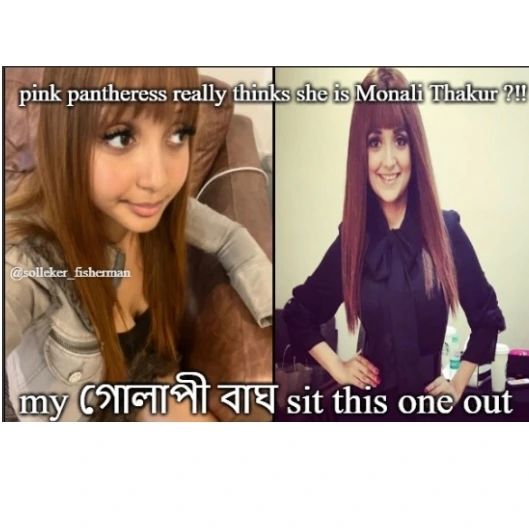 pink pantheress really thinks she is Monali Thakur ?!!
@solleker_fisherman
my গোলাপী বাঘ sit this one out